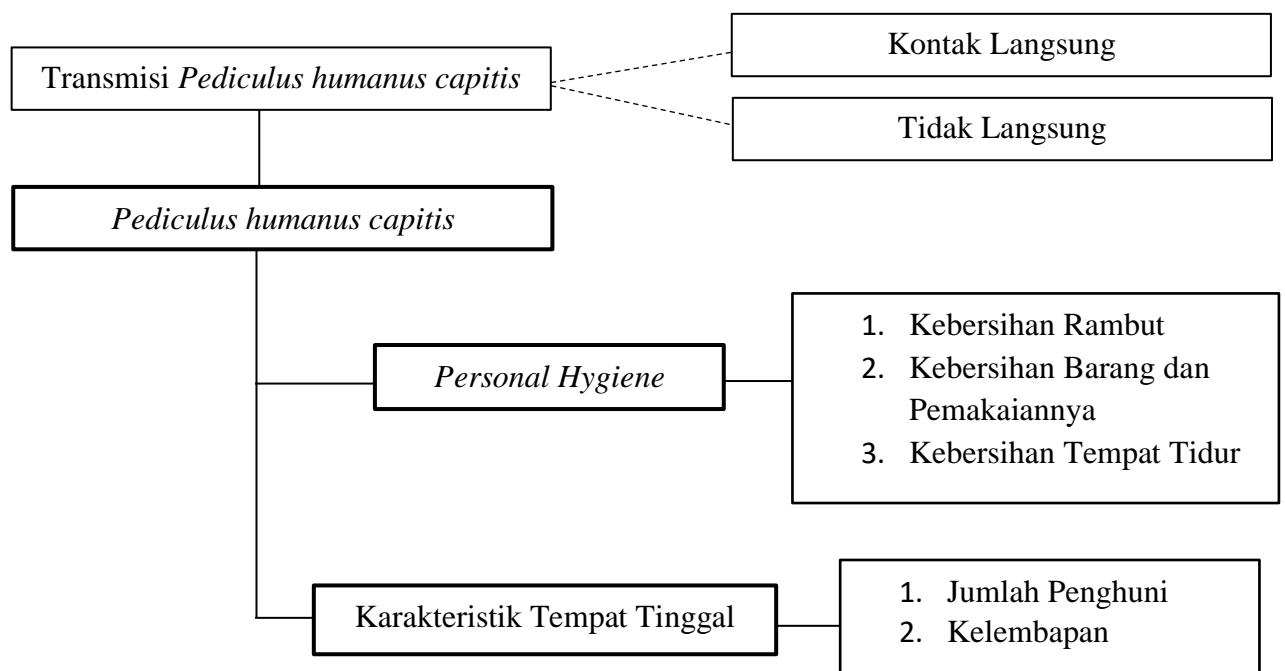 Transmisi Pediculus humanus capitis
Kontak Langsung
Tidak Langsung
Pediculus humanus capitis
Personal Hygiene
1. Kebersihan Rambut
2. Kebersihan Barang dan
Pemakaiannya
3. Kebersihan Tempat Tidur
Karakteristik Tempat Tinggal
1. Jumlah Penghuni
2. Kelembapan